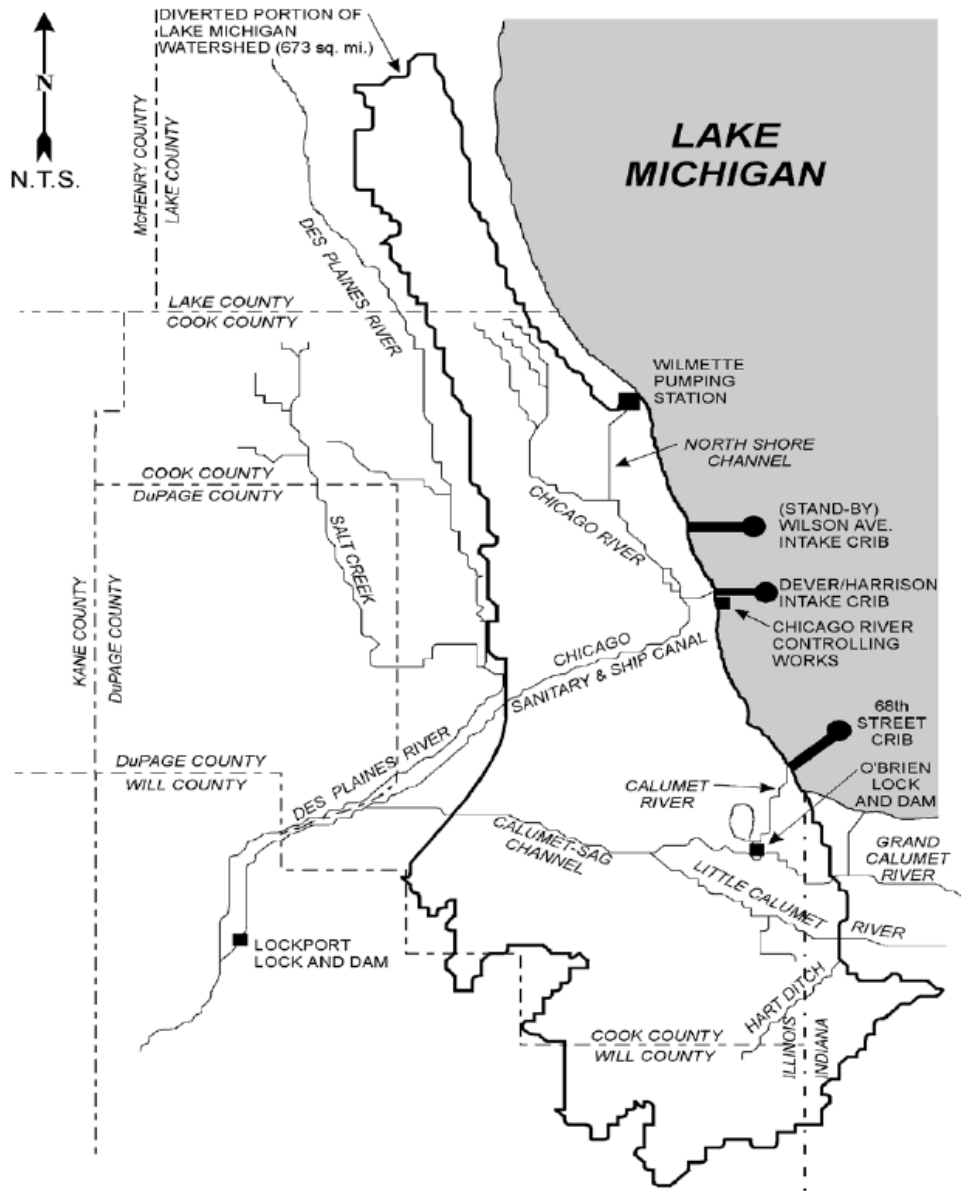 DIVERTED PORTION OF
LAKE MICHIGAN
WATERSHED (673 sq. mi.)
N
N.T.S.
McHENRY COUNTY
LAKE COUNTY
LAKE
MICHIGAN
DES PLAINES RIVER
LAKE COUNTY
COOK COUNTY
WILMETTE
PUMPING
STATION
NORTH SHORE
CHANNEL
COOK COUNTY
DuPAGE COUNTY
CHICAGO RIVER
(STAND-BY)
WILSON AVE.
INTAKE CRIB
SALT CREEK
DEVER/HARRISON
INTAKE CRIB
CHICAGO RIVER
CONTROLLING
WORKS
KANE COUNTY
DuPAGE COUNTY
CHICAGO
SANITARY & SHIP CANAL
68th
STREET
CRIB
DES PLAINES RIVER
DuPAGE COUNTY
WILL COUNTY
CALUMET
RIVER
O'BRIEN
LOCK
AND DAM
CALUMET-SAG
CHANNEL
GRAND
CALUMET
RIVER
LITTLE CALUMET
RIVER
LOCKPORT
LOCK AND DAM
HART DITCH
COOK COUNTY
WILL COUNTY
ILLINOIS
INDIANA